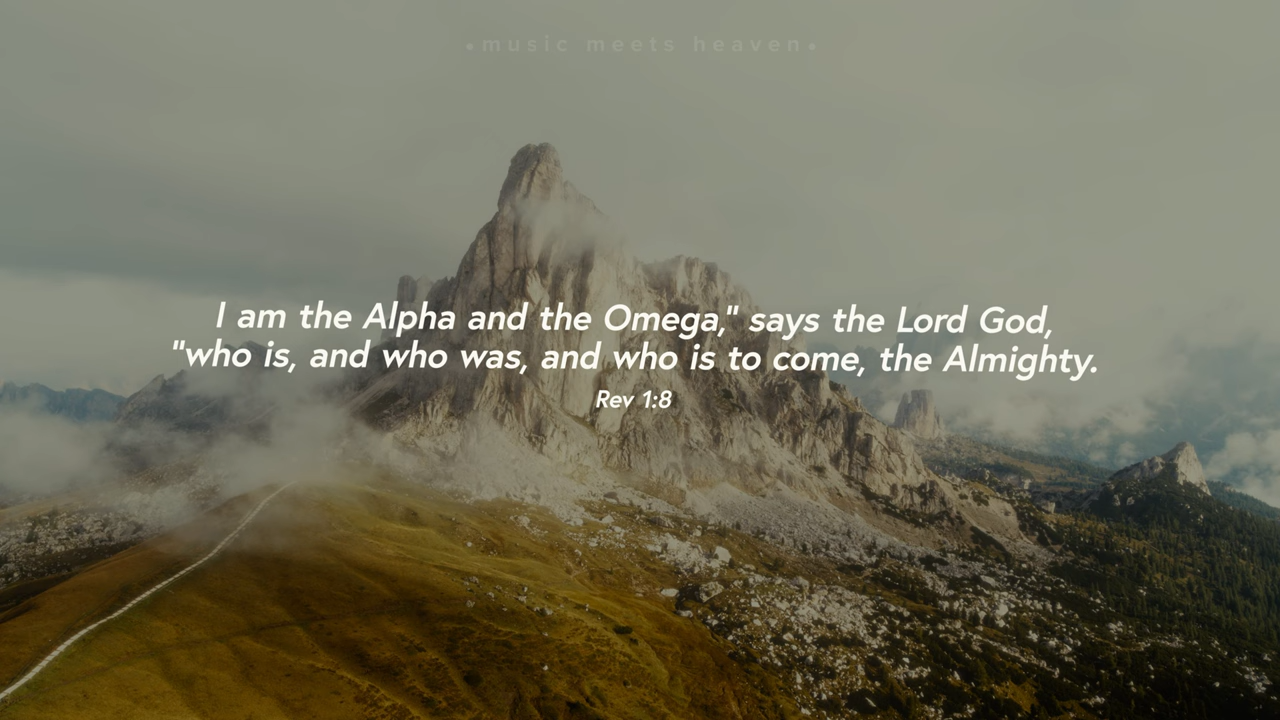 •music meets heaven•
I am the Alpha and the Omega," says the Lord God,
"who is, and who was, and who is to come, the Almighty.
Rev 1:8